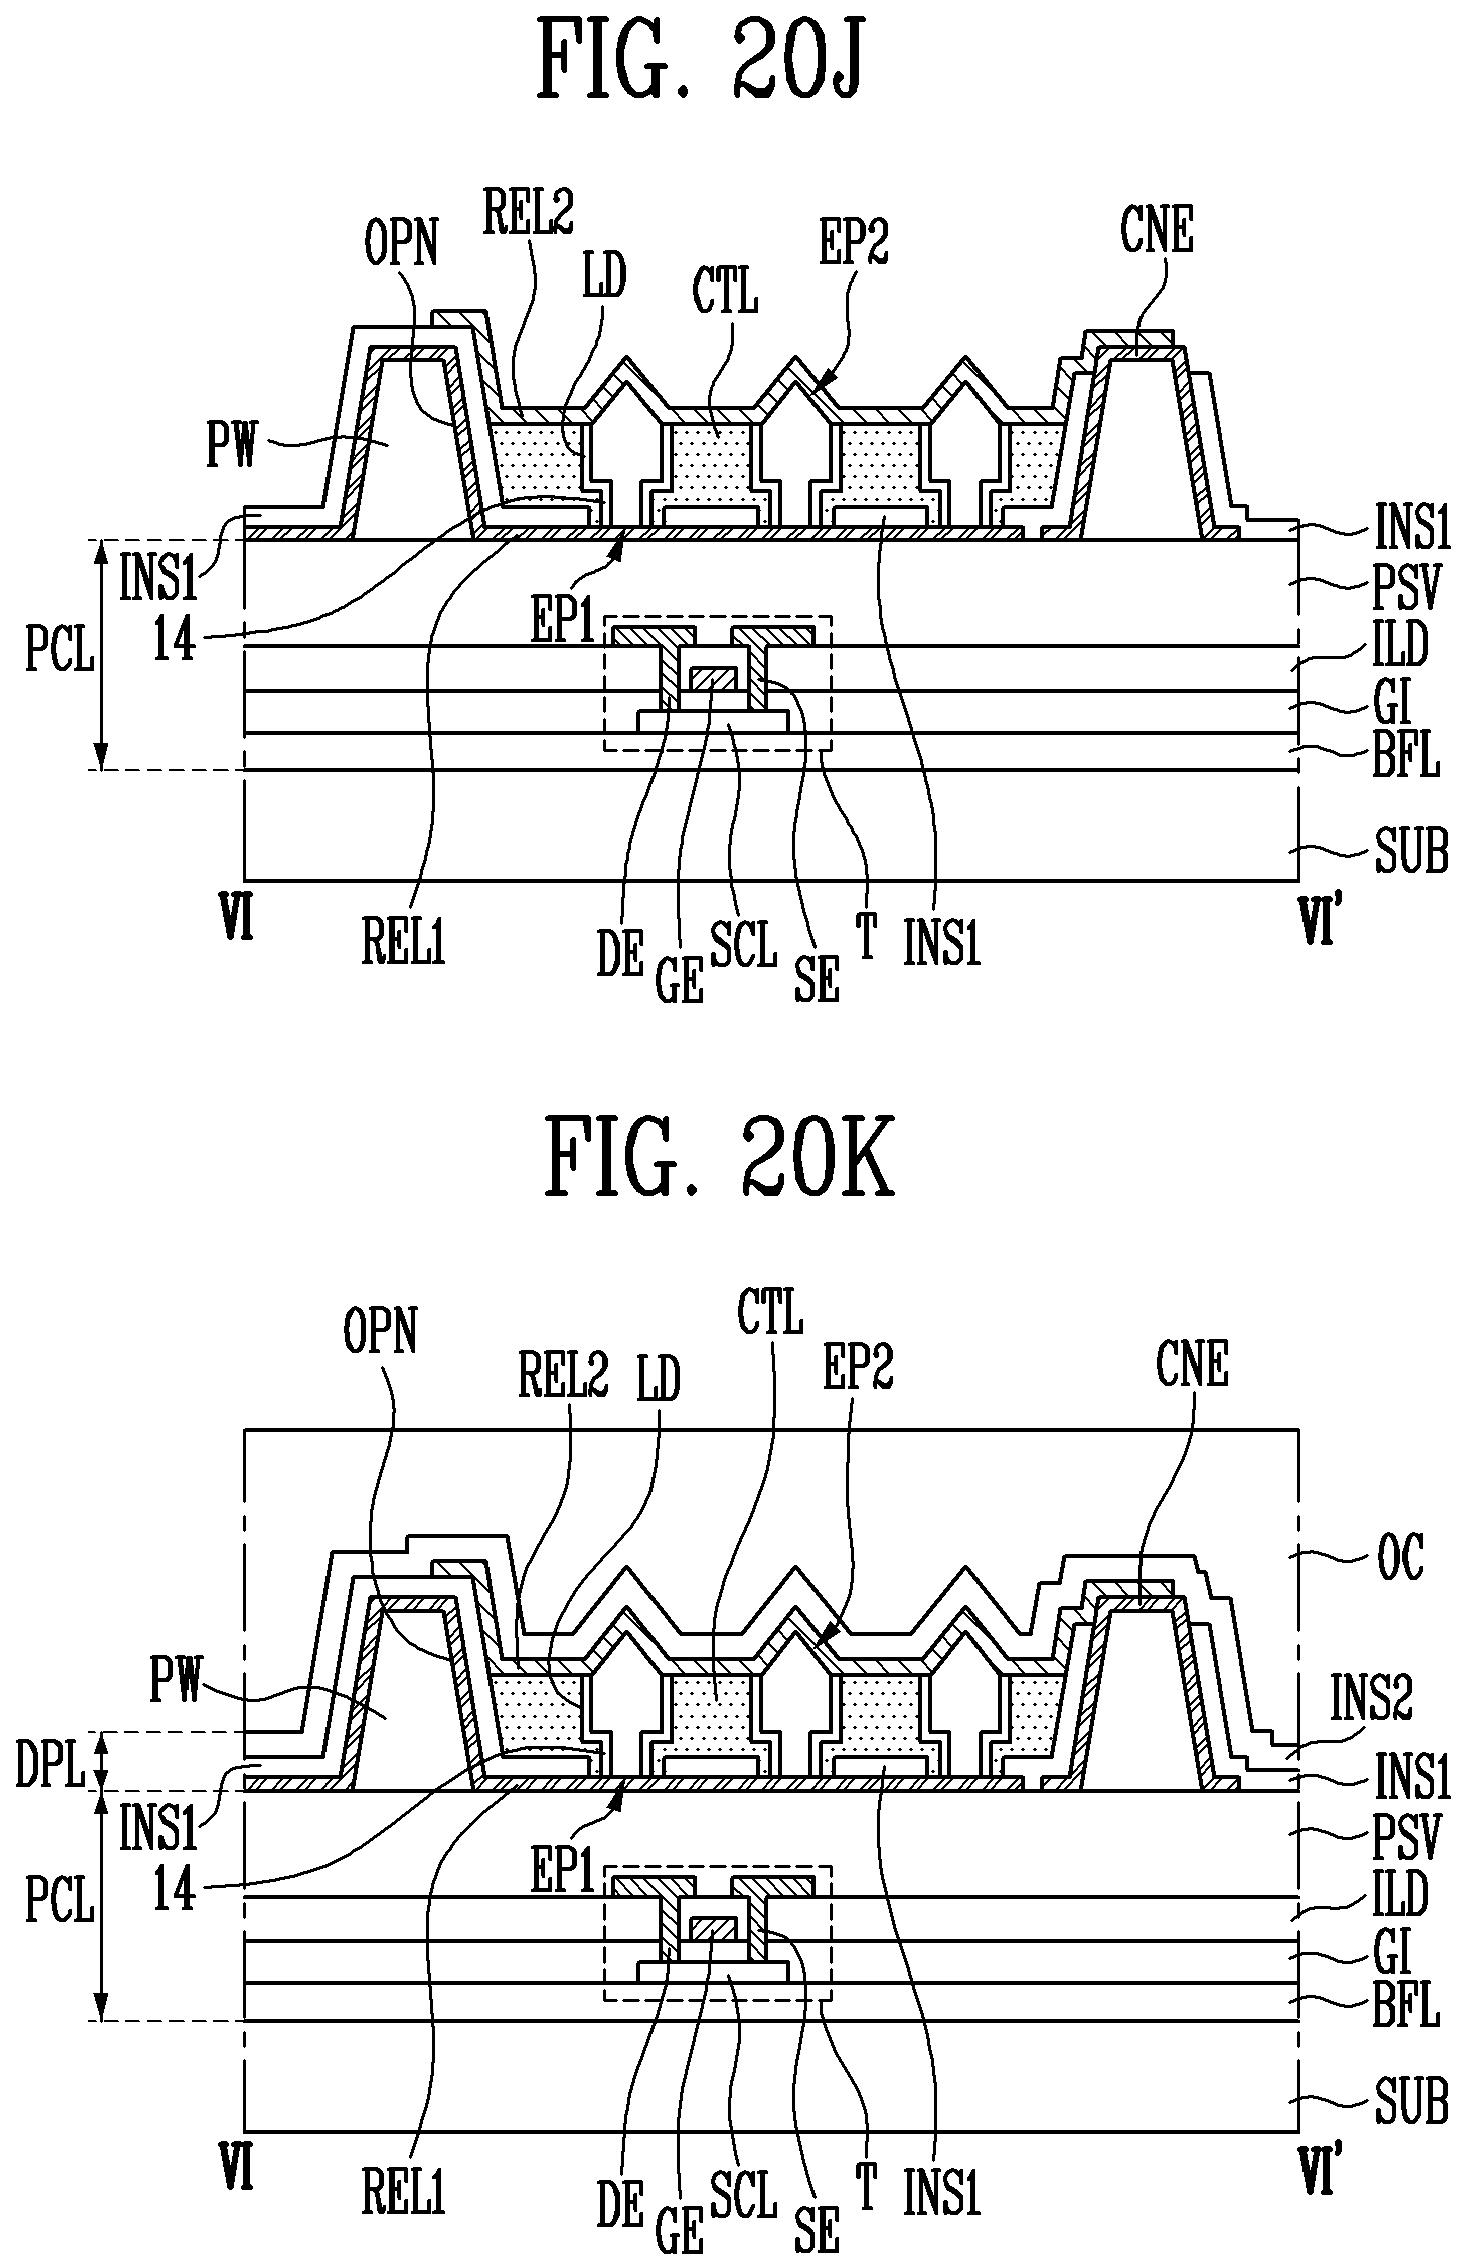 FIG. 20J
OPN
REL2
LD
CTL
EP2
CNE
PW
INS1
INS1
PSV
EP1
14
PCL
ILD
GI
BFL
SUB
VI
VI'
REL1
DE
GE
SCL
SE
T
INS1
FIG. 20K
OPN
REL2
LD
CTL
EP2
CNE
OC
PW
INS2
DPL
INS1
INS1
PSV
EP1
14
PCL
ILD
GI
BFL
SUB
VI
VI'
REL1
DE
GE
SCL
SE
T
INS1